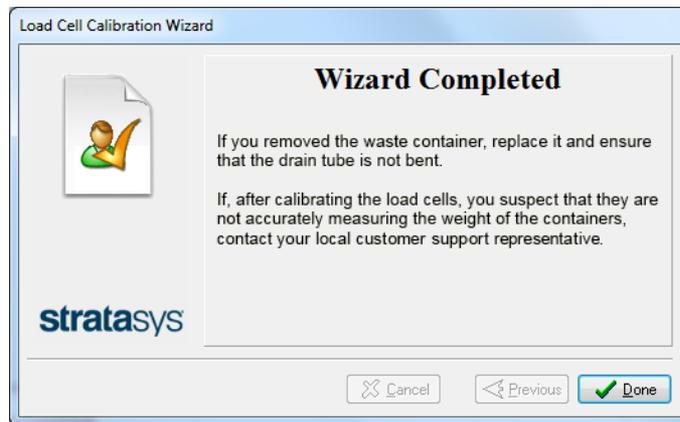 Load Cell Calibration Wizard
Wizard Completed
If you removed the waste container, replace it and ensure
that the drain tube is not bent.
If, after calibrating the load cells, you suspect that they are
not accurately measuring the weight of the containers,
contact your local customer support representative.
stratasys
Cancel
Previous
Done